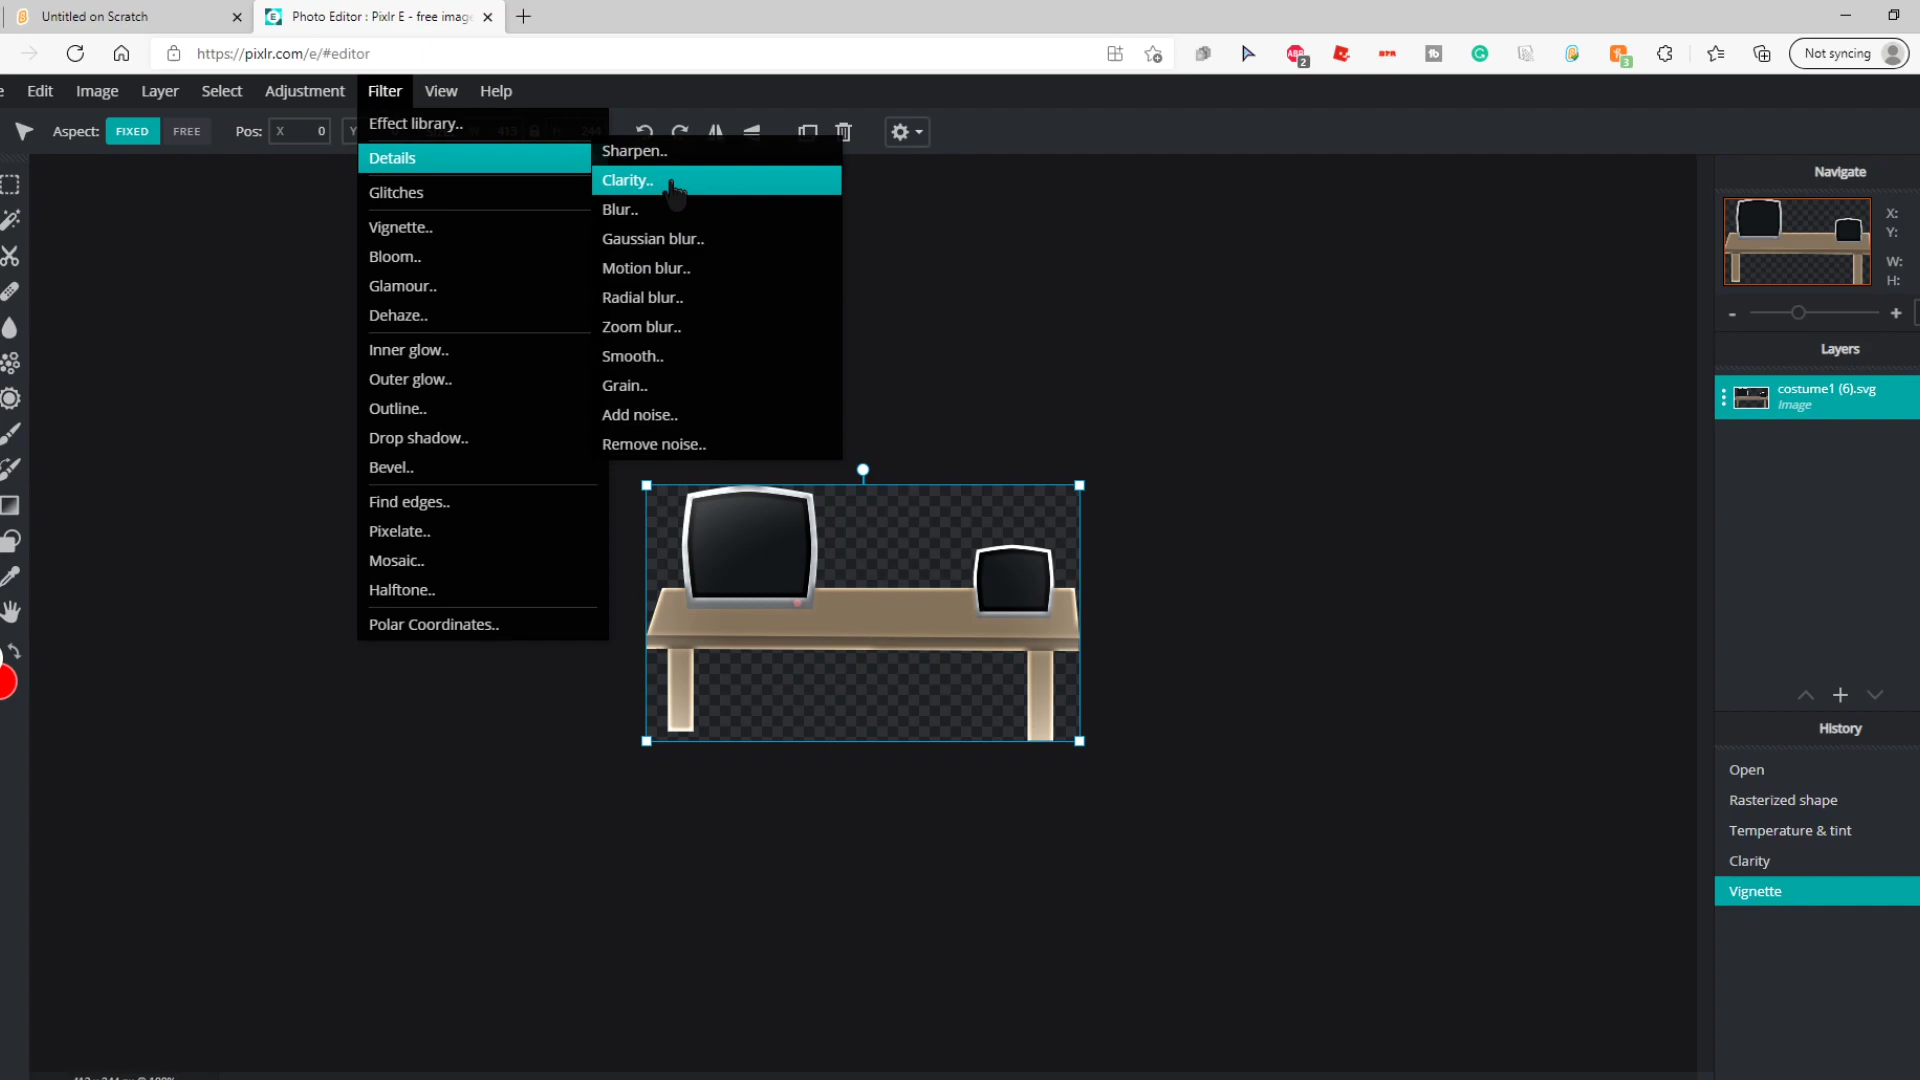 Untitled on Scratch
Photo Editor : Pixlr E - free imag
https://pixlr.com/e/#editor
2
3
Not syncing
Edit Image Layer Select Adjustment Filter View Help
Aspect: FIXED FREE Pos: X 0 Y 413 244
Effect library..
Details
Glitches
Vignette..
Bloom..
Glamour..
Dehaze..
Inner glow..
Outer glow..
Outline..
Drop shadow..
Bevel..
Find edges..
Pixelate..
Mosaic..
Halftone..
Polar Coordinates..
Sharpen..
Clarity..
Blur..
Gaussian blur..
Motion blur..
Radial blur..
Zoom blur..
Smooth..
Grain..
Add noise..
Remove noise..
Navigate
X:
Y:
W:
H:
Layers
costume1 (6).svg
Image
History
Open
Rasterized shape
Temperature & tint
Clarity
Vignette